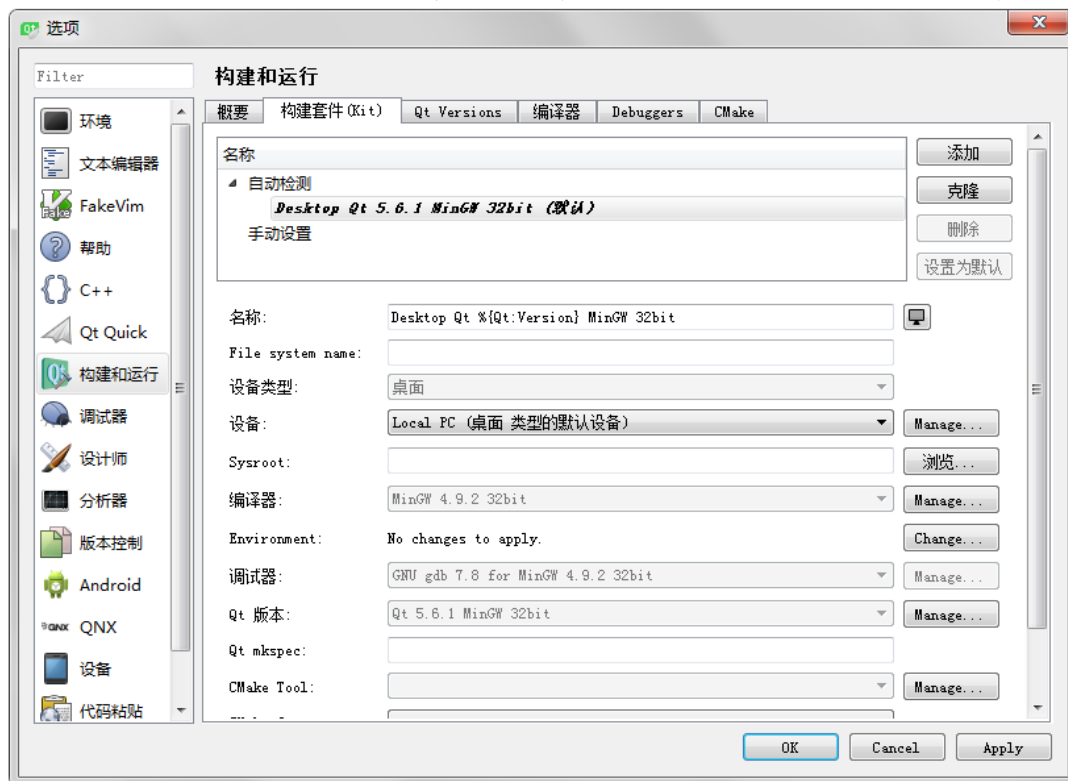 选项
Filter
构建和运行
环境
文本编辑器
FakeVim
帮助
C++
Qt Quick
构建和运行
调试器
设计师
分析器
版本控制
Android
QNX
设备
代码粘贴
概要 构建套件(Kit) Qt Versions 编译器 Debuggers CMake
名称
自动检测
Desktop Qt 5.6.1 MinGW 32bit (默认)
手动设置
添加
克隆
删除
设置为默认
名称: Desktop Qt %{Qt:Version} MinGW 32bit
File system name:
设备类型: 桌面
设备: Local PC (桌面 类型的默认设备) Manage...
Sysroot: 浏览...
编译器: MinGW 4.9.2 32bit Manage...
Environment: No changes to apply. Change...
调试器: GNU gdb 7.8 for MinGW 4.9.2 32bit Manage...
Qt 版本: Qt 5.6.1 MinGW 32bit Manage...
Qt mkspec:
CMake Tool: Manage...
OK Cancel Apply